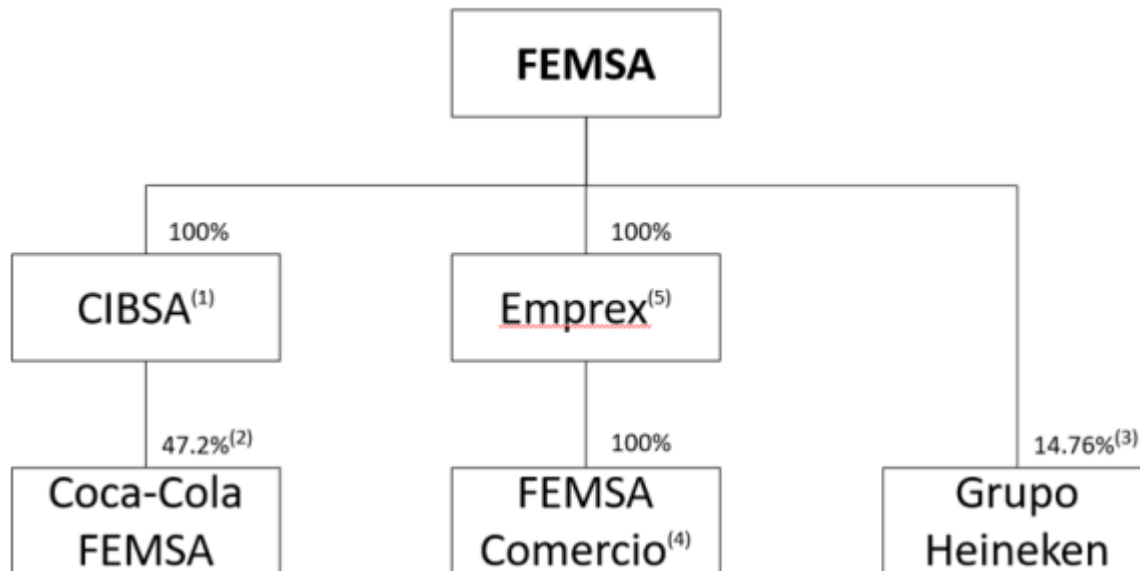 FEMSA
100%
100%
CIBSA(1)
Emprex(5)
47.2%(2)
100%
14.76%(3)
Coca-Cola
FEMSA
FEMSA
Comercio(4)
Grupo
Heineken